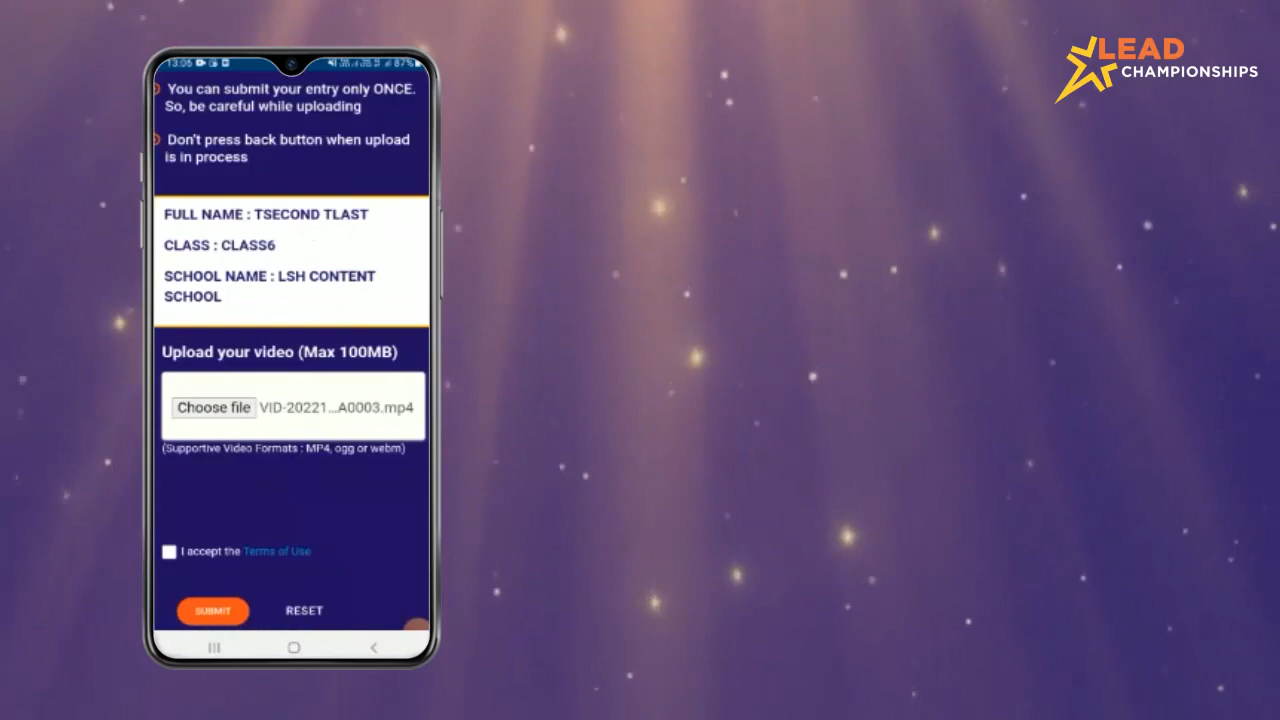 LEAD
CHAMPIONSHIPS
13:05
87%
You can submit your entry only ONCE.
So, be careful while uploading
Don't press back button when upload
is in process
FULL NAME : TSECOND TLAST
CLASS : CLASS6
SCHOOL NAME : LSH CONTENT
SCHOOL
Upload your video (Max 100MB)
Choose file VID-20221...A0003.mp4
(Supportive Video Formats : MP4, ogg or webm)
I accept the Terms of Use
SUBMIT
RESET